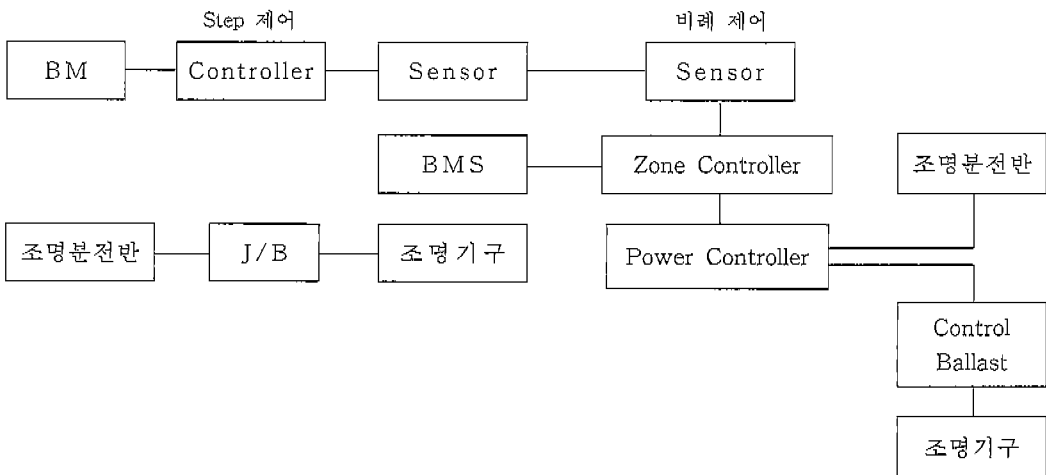 Step 제어
비례 제어
BM
Controller
Sensor
Sensor
BMS
Zone Controller
조명분전반
조명분전반
J/B
조명기구
Power Controller
Control
Ballast
조명기구